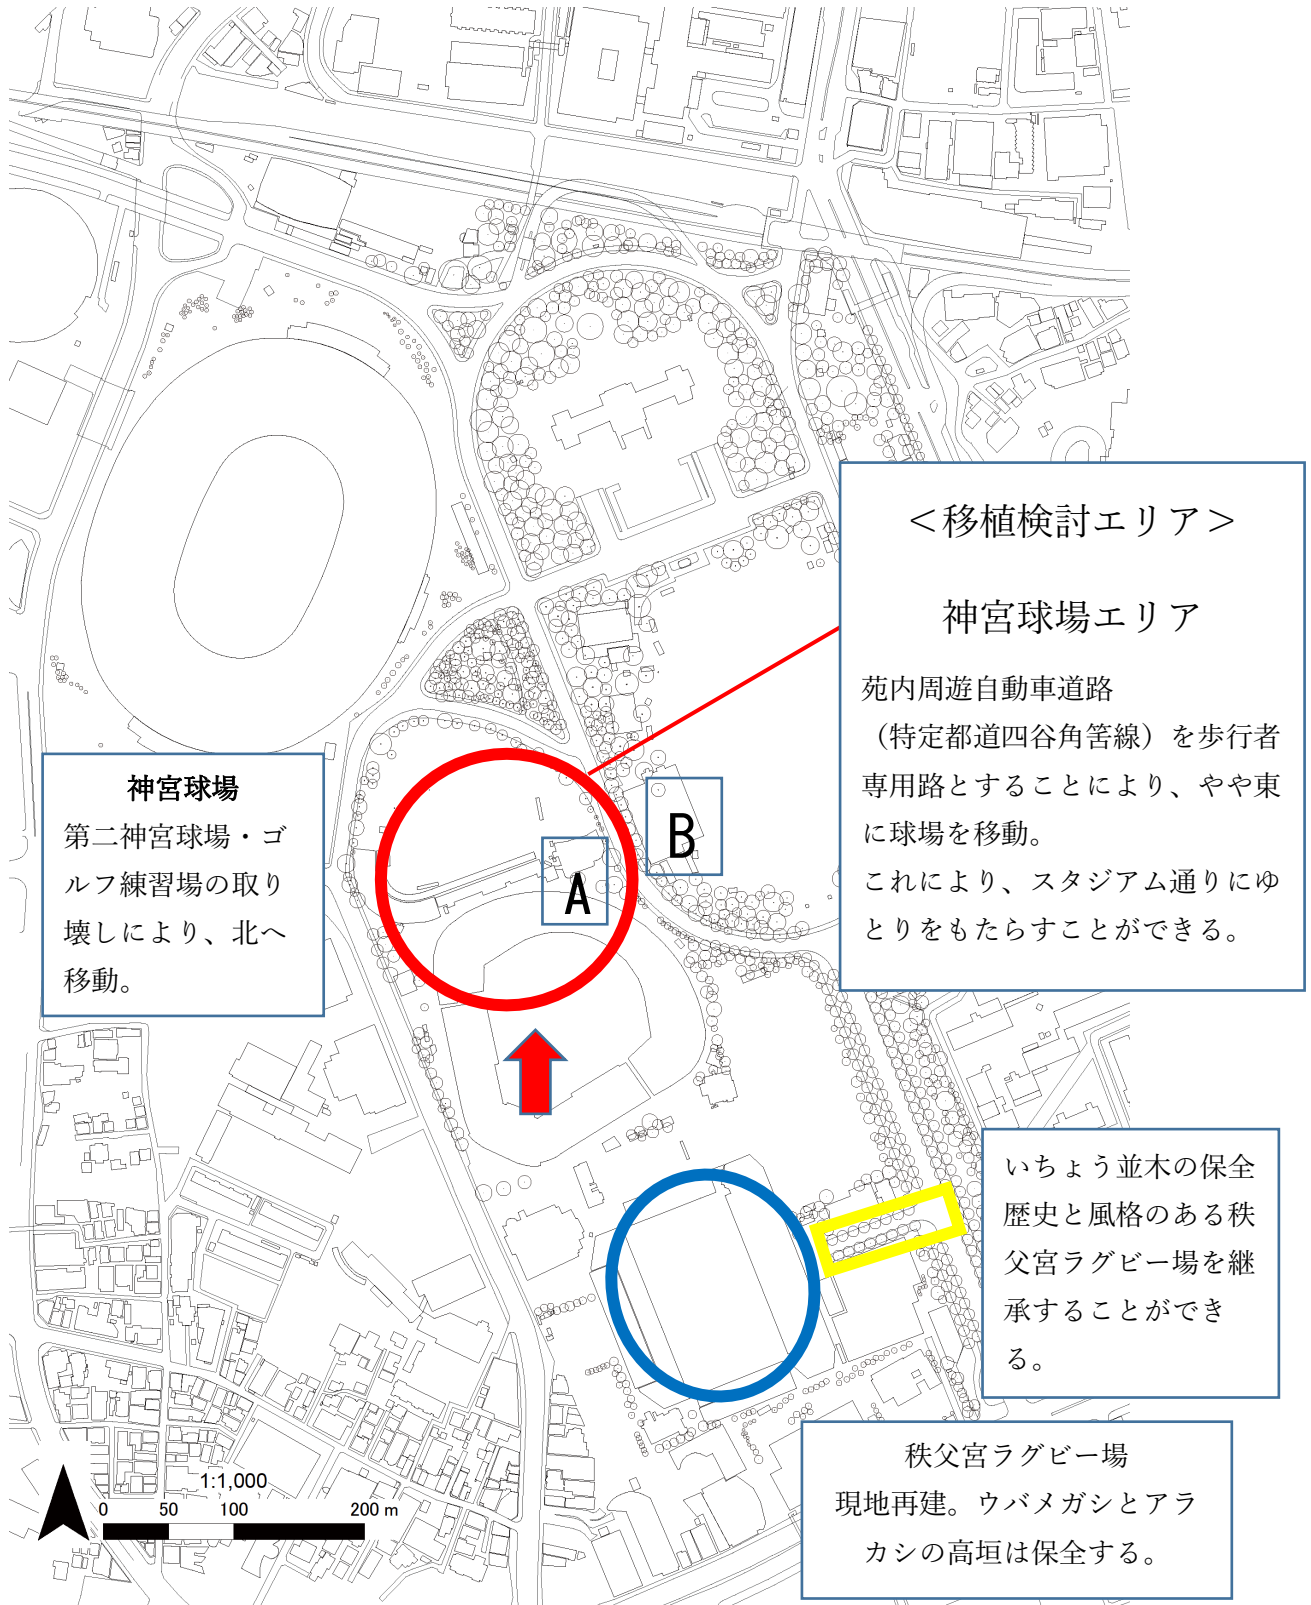 ＜移植検討エリア＞
神宮球場エリア
苑内周遊自動車道路
（特定都道四谷角筈線）を歩行者
専用路とすることにより、やや東
に球場を移動。
これにより、スタジアム通りにゆ
とりをもたらすことができる。
神宮球場
第二神宮球場・ゴ
ルフ練習場の取り
壊しにより、北へ
移動。
B
A
いちょう並木の保全
歴史と風格のある秩
父宮ラグビー場を継
承することができ
る。
秩父宮ラグビー場
現地再建。ウバメガシとアラ
カシの高垣は保全する。
1:1,000
0 50 100 200 m